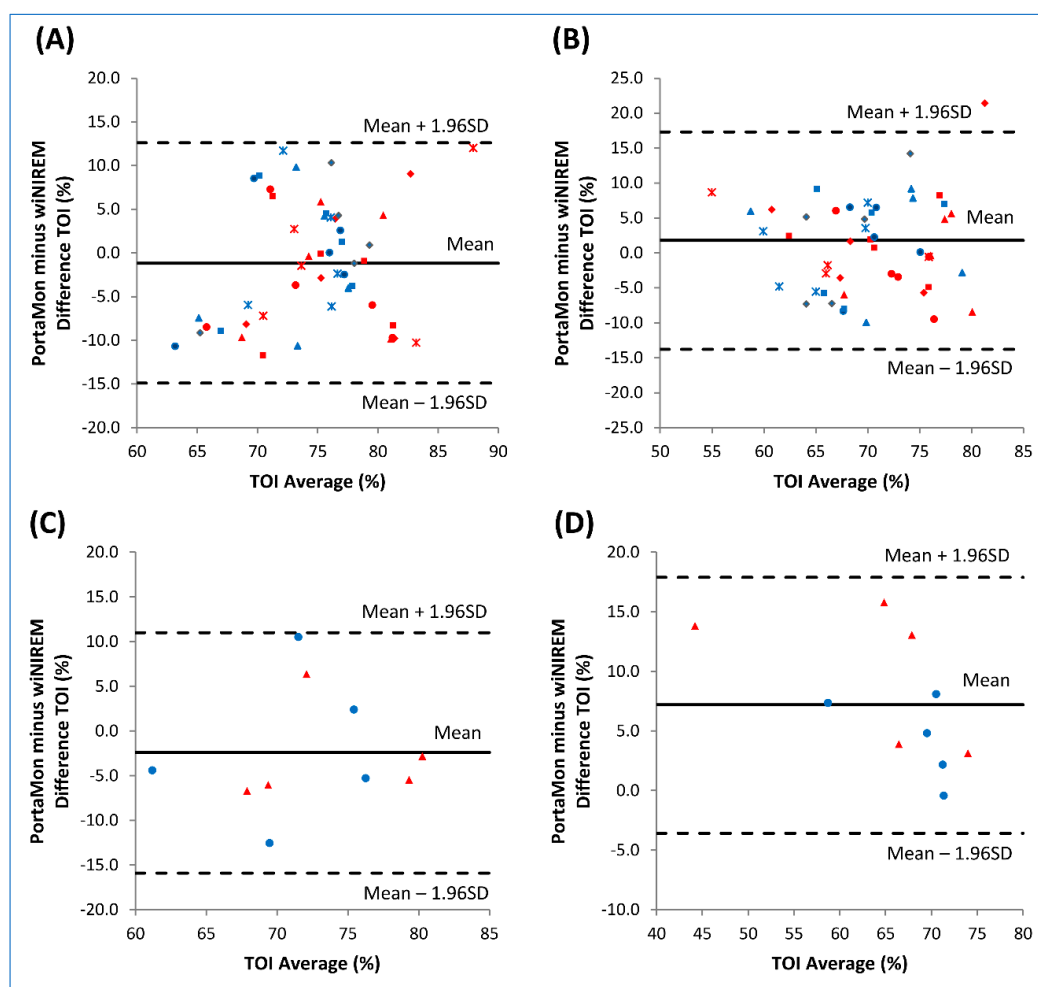 (A)
PortaMon minus wiNIREM
Difference TOI (%)
20.0
15.0
10.0
5.0
0.0
-5.0
-10.0
-15.0
-20.0
Mean + 1.96SD
Mean
Mean – 1.96SD
60 65 70 75 80 85 90
TOI Average (%)
(B)
PortaMon minus wiNIREM
Difference TOI (%)
25.0
20.0
15.0
10.0
5.0
0.0
-5.0
-10.0
-15.0
-20.0
-25.0
Mean + 1.96SD
Mean
Mean – 1.96SD
50 55 60 65 70 75 80 85
TOI Average (%)
(C)
PortaMon minus wiNIREM
Difference TOI (%)
20.0
15.0
10.0
5.0
0.0
-5.0
-10.0
-15.0
-20.0
Mean + 1.96SD
Mean
Mean – 1.96SD
60 65 70 75 80 85
TOI Average (%)
(D)
PortaMon minus wiNIREM
Difference TOI (%)
20.0
15.0
10.0
5.0
0.0
-5.0
-10.0
Mean + 1.96SD
Mean
Mean – 1.96SD
40 45 50 55 60 65 70 75 80
TOI Average (%)